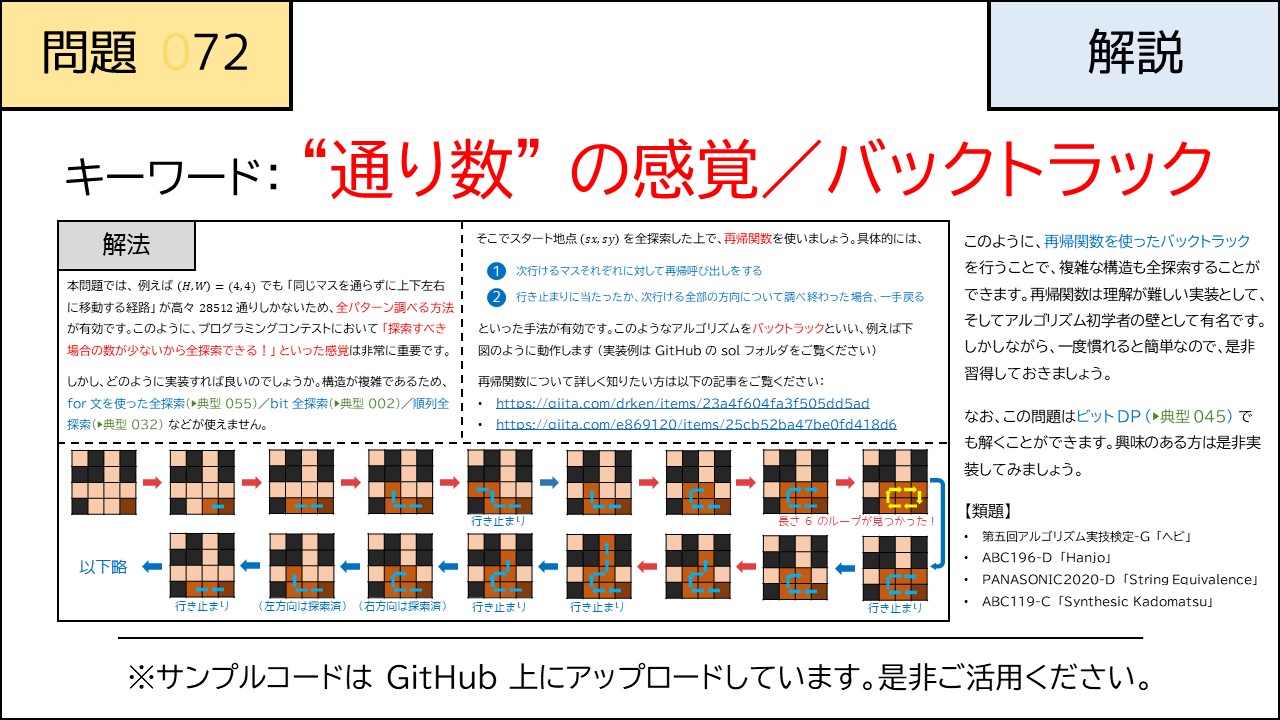 問題 072
解説
キーワード： “通り数” の感覚／バックトラック
解法
本問題では、例えば (H,W) = (4,4) でも「同じマスを通らずに上下左右
に移動する経路」が高々 28512 通りしかないため、全パターン調べる方法
が有効です。このように、プログラミングコンテストにおいて「探索すべき
場合の数が少ないから全探索できる！」といった感覚は非常に重要です。
しかし、どのように実装すれば良いのでしょうか。構造が複雑であるため、
for 文を使った全探索(▶典型 055)／bit 全探索(▶典型 002)／順列全
探索(▶典型 032) などが使えません。
そこでスタート地点 (sx, sy) を全探索した上で、再帰関数を使いましょう。具体的には、
1 次行けるマスそれぞれに対して再帰呼び出しをする
2 行き止まりに当たったか、次行ける全部の方向について調べ終わった場合、一手戻る
といった手法が有効です。このようなアルゴリズムをバックトラックといい、例えば下
図のように動作します（実装例は GitHub の sol フォルダをご覧ください）
再帰関数について詳しく知りたい方は以下の記事をご覧ください：
• https://qiita.com/drken/items/23a4f604fa3f505dd5ad
• https://qiita.com/e869120/items/25cb52ba47be0fd418d6
行き止まり
長さ 6 のループが見つかった！
以下略
行き止まり
（左方向は探索済）
（右方向は探索済）
行き止まり
行き止まり
行き止まり
このように、再帰関数を使ったバックトラック
を行うことで、複雑な構造も全探索することが
できます。再帰関数は理解が難しい実装として、
そしてアルゴリズム初学者の壁として有名です。
しかしながら、一度慣れると簡単なので、是非
習得しておきましょう。
なお、この問題はビット DP（▶典型 045）で
も解くことができます。興味のある方は是非実
装してみましょう。
【類題】
• 第五回アルゴリズム実技検定-G「ヘビ」
• ABC196-D「Hanjo」
• PANASONIC2020-D「String Equivalence」
• ABC119-C「Synthesic Kadomatsu」
※サンプルコードは GitHub 上にアップロードしています。是非ご活用ください。